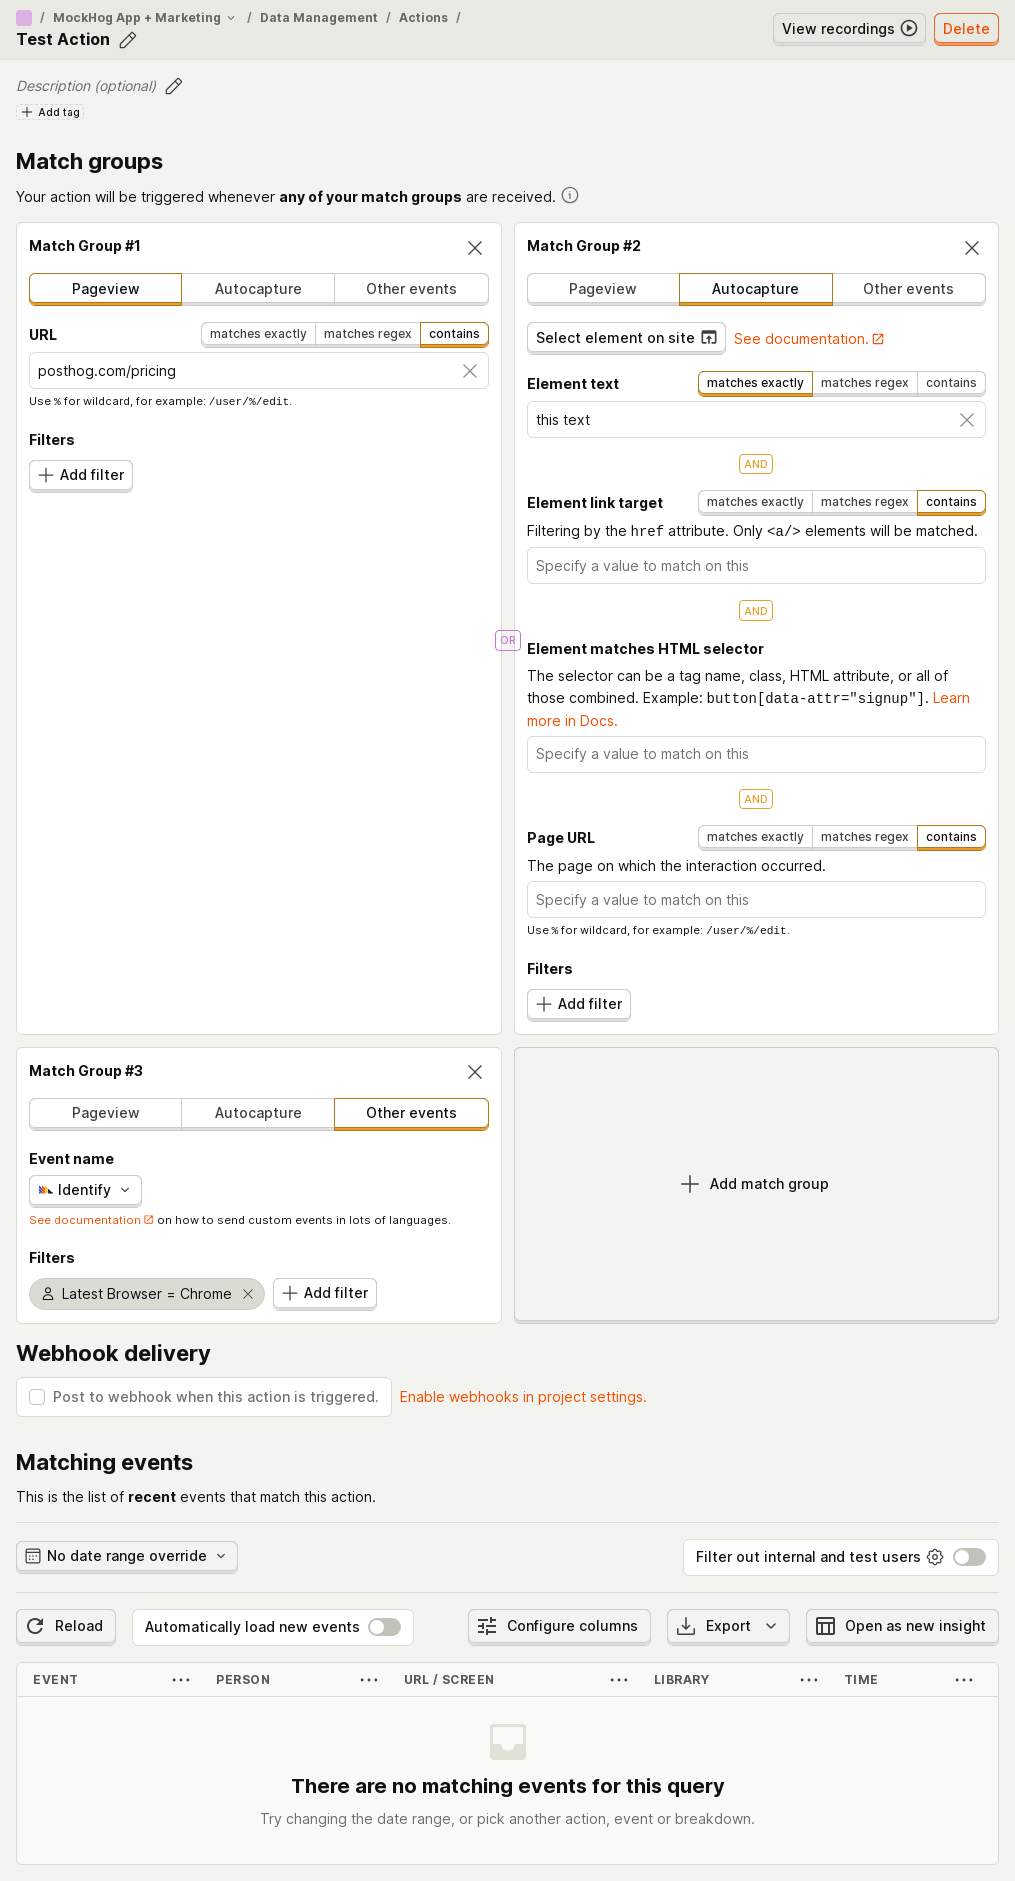 / MockHog App + Marketing / Data Management / Actions /
Test Action
View recordings
Delete
Description (optional)
Add tag
Match groups
Your action will be triggered whenever any of your match groups are received.
Match Group #1
Pageview Autocapture Other events
URL matches exactly matches regex contains
posthog.com/pricing
Use % for wildcard, for example: /user/%/edit.
Filters
Add filter
OR
Match Group #2
Pageview Autocapture Other events
Select element on site See documentation.
Element text matches exactly matches regex contains
this text
AND
Element link target matches exactly matches regex contains
Filtering by the href attribute. Only <a/> elements will be matched.
Specify a value to match on this
AND
Element matches HTML selector
The selector can be a tag name, class, HTML attribute, or all of
those combined. Example: button[data-attr="signup"]. Learn
more in Docs.
Specify a value to match on this
AND
Page URL matches exactly matches regex contains
The page on which the interaction occurred.
Specify a value to match on this
Use % for wildcard, for example: /user/%/edit.
Filters
Add filter
Match Group #3
Pageview Autocapture Other events
Event name
Identify
See documentation on how to send custom events in lots of languages.
Filters
Latest Browser = Chrome Add filter
Add match group
Webhook delivery
Post to webhook when this action is triggered. Enable webhooks in project settings.
Matching events
This is the list of recent events that match this action.
No date range override Filter out internal and test users
Reload Automatically load new events Configure columns Export Open as new insight
EVENT PERSON URL / SCREEN LIBRARY TIME
There are no matching events for this query
Try changing the date range, or pick another action, event or breakdown.